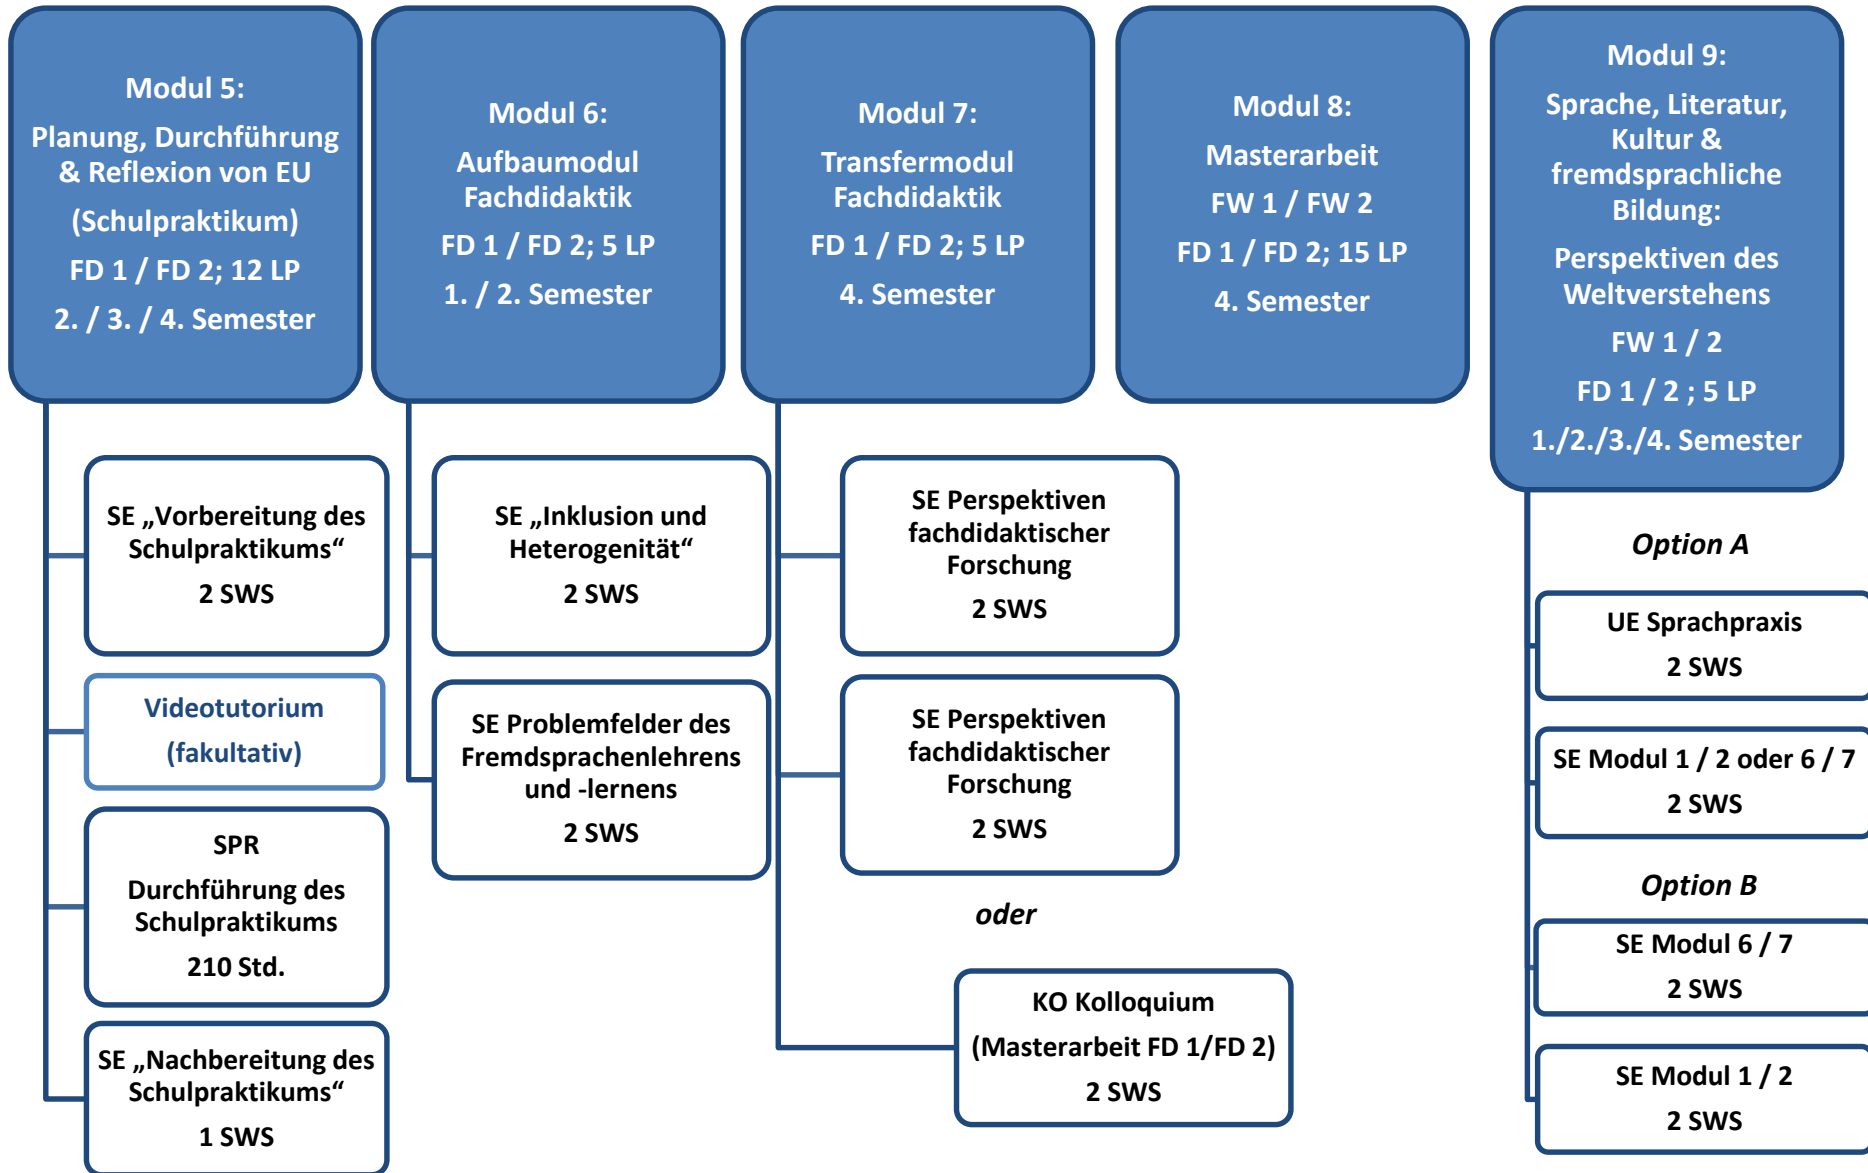 Modul 5:
Planung, Durchführung
& Reflexion von EU
(Schulpraktikum)
FD 1 / FD 2; 12 LP
2. / 3. / 4. Semester
SE „Vorbereitung des
Schulpraktikums“
2 SWS
Videotutorium
(fakultativ)
SPR
Durchführung des
Schulpraktikums
210 Std.
SE „Nachbereitung des
Schulpraktikums“
1 SWS
Modul 6:
Aufbaumodul
Fachdidaktik
FD 1 / FD 2; 5 LP
1. / 2. Semester
SE „Inklusion und
Heterogenität“
2 SWS
SE Problemfelder des
Fremdsprachenlehrens
und -lernens
2 SWS
Modul 7:
Transfermodul
Fachdidaktik
FD 1 / FD 2; 5 LP
4. Semester
SE Perspektiven
fachdidaktischer
Forschung
2 SWS
SE Perspektiven
fachdidaktischer
Forschung
2 SWS
oder
KO Kolloquium
(Masterarbeit FD 1/FD 2)
2 SWS
Modul 8:
Masterarbeit
FW 1 / FW 2
FD 1 / FD 2; 15 LP
4. Semester
Modul 9:
Sprache, Literatur,
Kultur &
fremdsprachliche
Bildung:
Perspektiven des
Weltverstehens
FW 1 / 2
FD 1 / 2 ; 5 LP
1./2./3./4. Semester
Option A
UE Sprachpraxis
2 SWS
SE Modul 1 / 2 oder 6 / 7
2 SWS
Option B
SE Modul 6 / 7
2 SWS
SE Modul 1 / 2
2 SWS